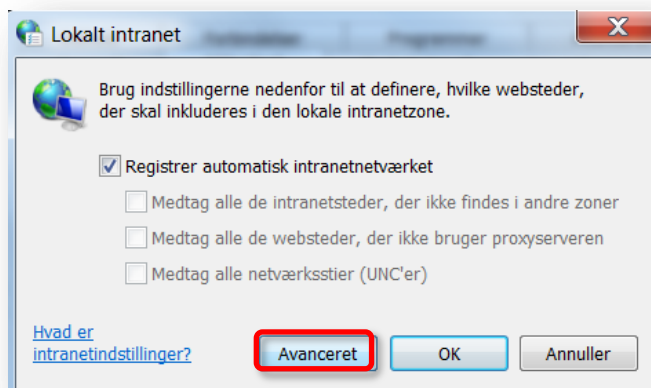 Lokalt intranet
Forbindelser Programmer
Brug indstillingerne nedenfor til at definere, hvilke websteder,
der skal inkluderes i den lokale intranetzone.
Registrer automatisk intranetnetværket
Medtag alle de intranetsteder, der ikke findes i andre zoner
Medtag alle de websteder, der ikke bruger proxyserveren
Medtag alle netværksstier (UNC'er)
Hvad er
intranetindstillinger?
Avanceret OK Annuller